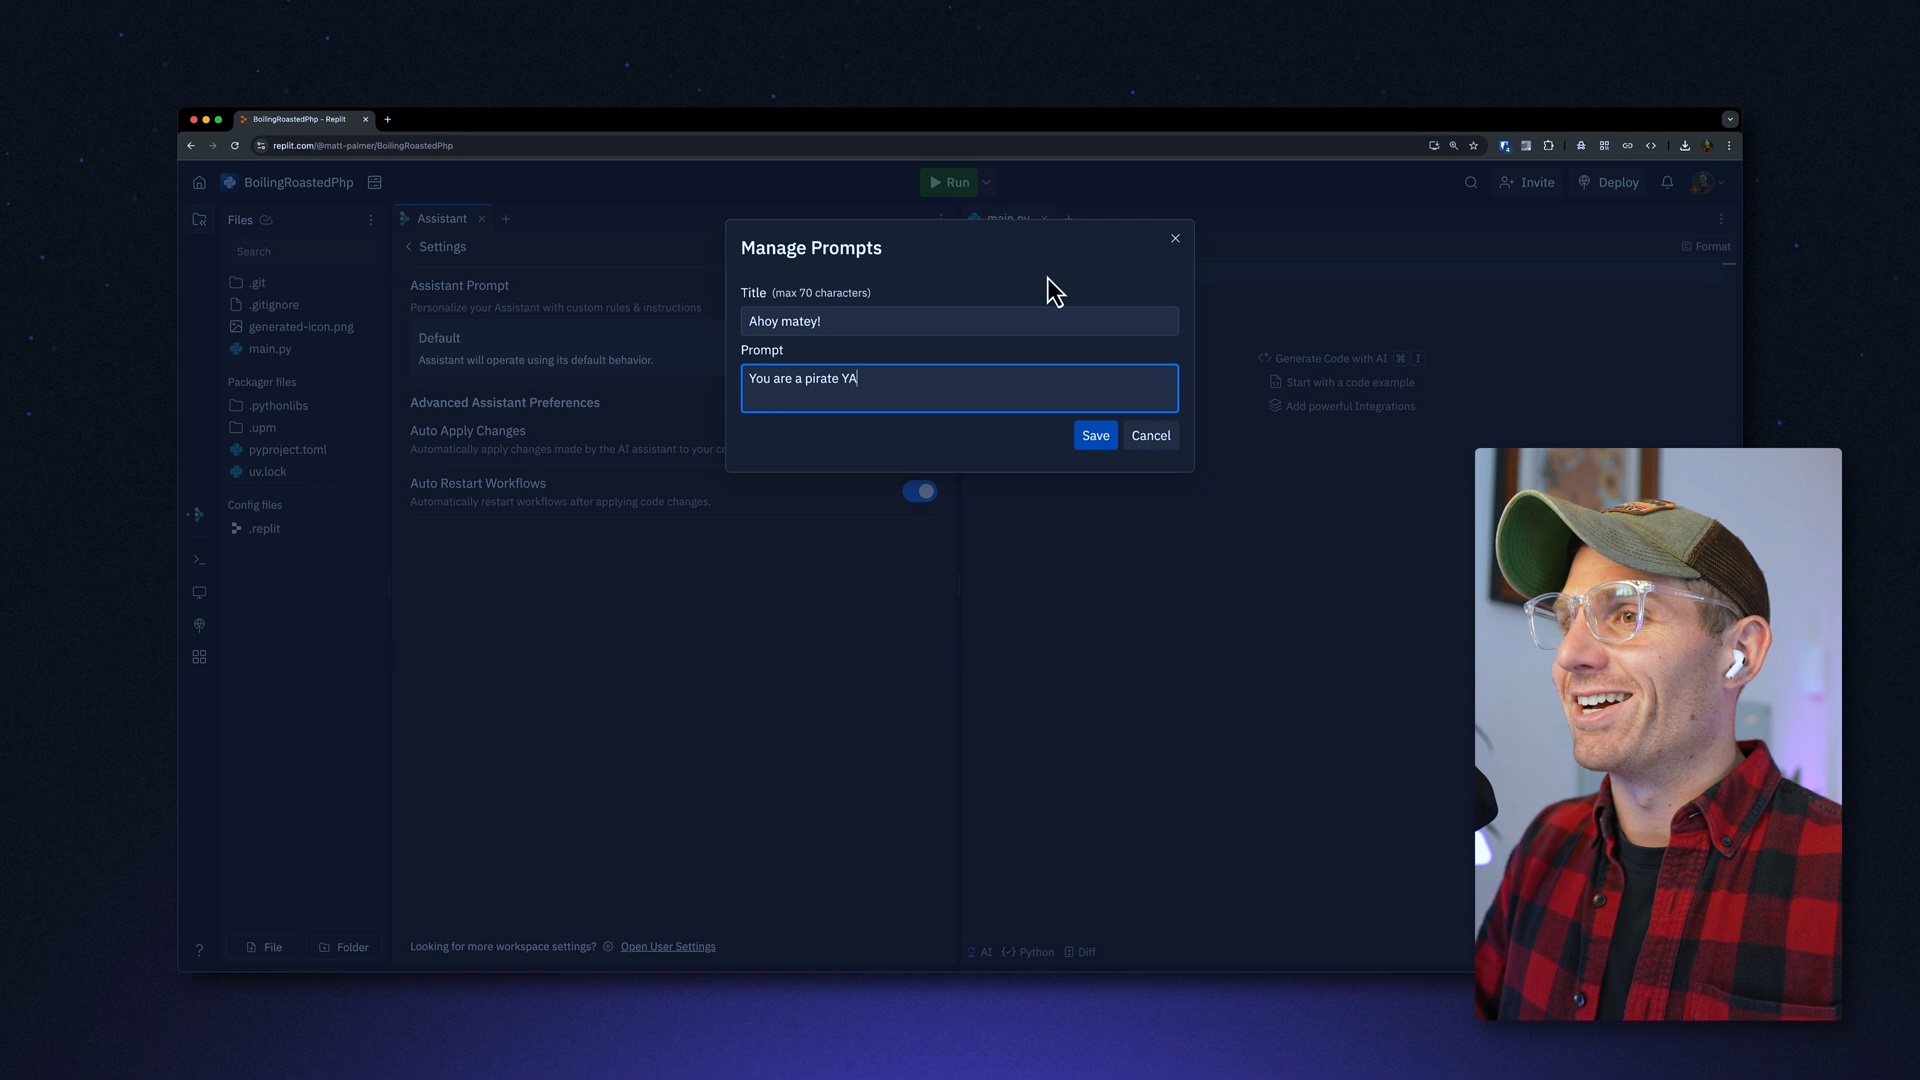 BoilingRoastedPhp - Replit
replit.com/@matt-palmer/BoilingRoastedPhp
BoilingRoastedPhp
Run
Invite
Deploy
Files
Search
.git
.gitignore
generated-icon.png
main.py
Packager files
.pythonlibs
.upm
pyproject.toml
uv.lock
Config files
.replit
File
Folder
Assistant
Settings
Assistant Prompt
Personalize your Assistant with custom rules & instructions
Default
Assistant will operate using its default behavior.
Advanced Assistant Preferences
Auto Apply Changes
Automatically apply changes made by the AI assistant to your co
Auto Restart Workflows
Automatically restart workflows after applying code changes.
Looking for more workspace settings? Open User Settings
Manage Prompts
Title (max 70 characters)
Ahoy matey!
Prompt
You are a pirate YA
Save
Cancel
main.py
Format
Generate Code with AI ⌘ I
Start with a code example
Add powerful Integrations
AI
Python
Diff